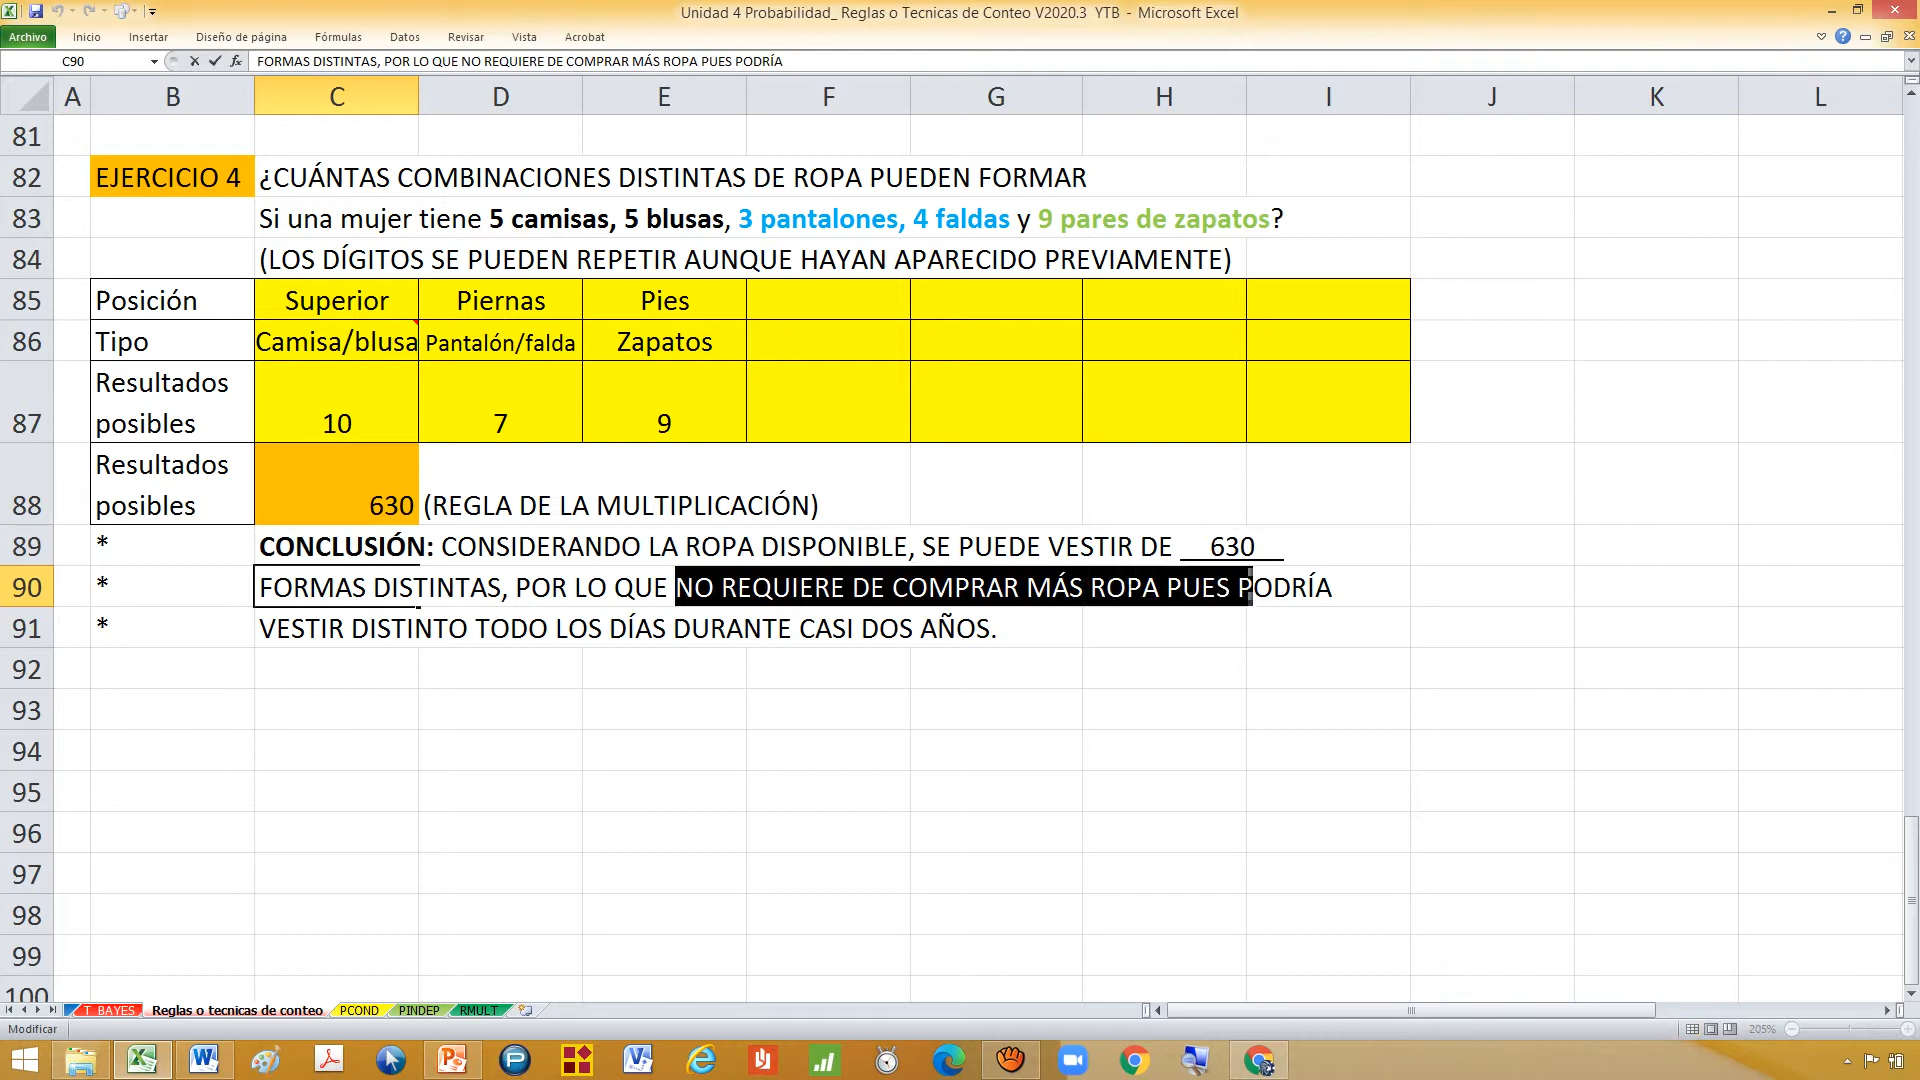 Unidad 4 Probabilidad_ Reglas o Tecnicas de Conteo V2020.3 YTB - Microsoft Excel
Archivo Inicio Insertar Diseño de página Fórmulas Datos Revisar Vista Acrobat
C90 fx FORMAS DISTINTAS, POR LO QUE NO REQUIERE DE COMPRAR MÁS ROPA PUES PODRÍA
A B C D E F G H I J K L
81
82 EJERCICIO 4 ¿CUÁNTAS COMBINACIONES DISTINTAS DE ROPA PUEDEN FORMAR
83 Si una mujer tiene 5 camisas, 5 blusas, 3 pantalones, 4 faldas y 9 pares de zapatos?
84 (LOS DÍGITOS SE PUEDEN REPETIR AUNQUE HAYAN APARECIDO PREVIAMENTE)
85 Posición Superior Piernas Pies
86 Tipo Camisa/blusa Pantalón/falda Zapatos
Resultados
87 posibles 10 7 9
Resultados
88 posibles 630 (REGLA DE LA MULTIPLICACIÓN)
89 * CONCLUSIÓN: CONSIDERANDO LA ROPA DISPONIBLE, SE PUEDE VESTIR DE __630__
90 * FORMAS DISTINTAS, POR LO QUE NO REQUIERE DE COMPRAR MÁS ROPA PUES PODRÍA
91 * VESTIR DISTINTO TODO LOS DÍAS DURANTE CASI DOS AÑOS.
92
93
94
95
96
97
98
99
100
T_BAYES Reglas o tecnicas de conteo PCOND PINDEP RMULT
Modificar 205%